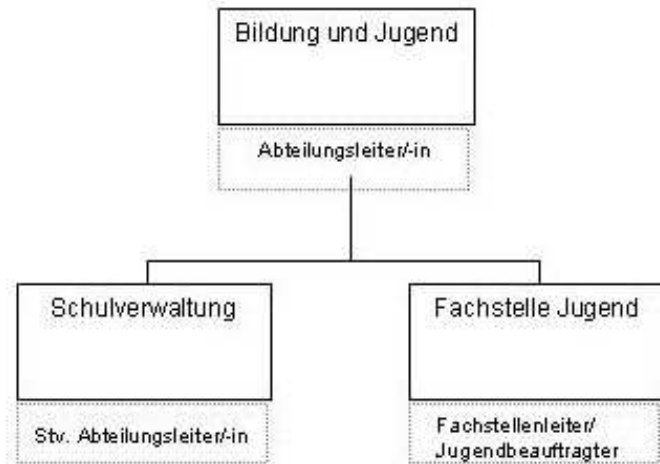 Bildung und Jugend
Abteilungsleiter/-in
Schulverwaltung
Stv. Abteilungsleiter/-in
Fachstelle Jugend
Fachstellenleiter/
Jugendbeauftragter